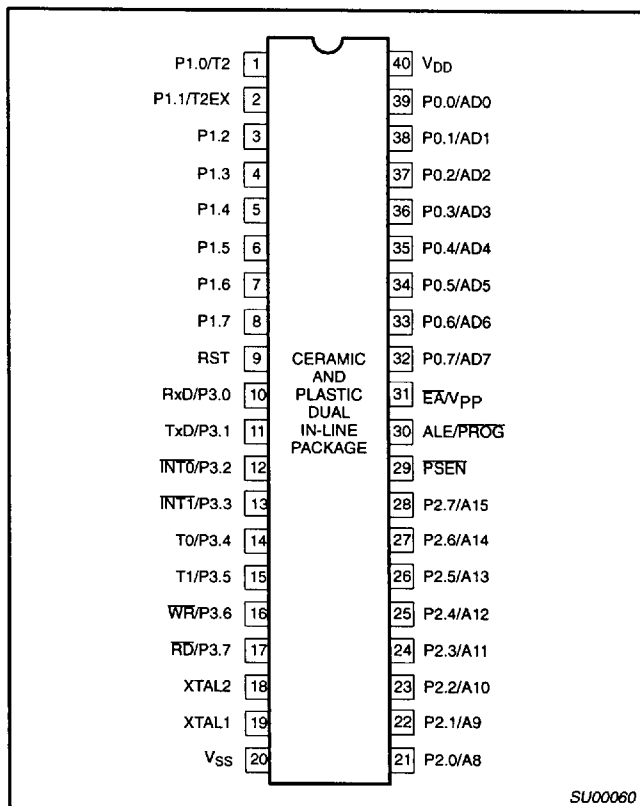 P1.0/T2 1 40 VDD
P1.1/T2EX 2 39 P0.0/AD0
P1.2 3 38 P0.1/AD1
P1.3 4 37 P0.2/AD2
P1.4 5 36 P0.3/AD3
P1.5 6 35 P0.4/AD4
P1.6 7 34 P0.5/AD5
P1.7 8 33 P0.6/AD6
RST 9 32 P0.7/AD7
RxD/P3.0 10 31 E̅A̅/VPP
TxD/P3.1 11 30 ALE/P̅R̅O̅G̅
I̅N̅T̅0̅/P3.2 12 29 P̅S̅E̅N̅
I̅N̅T̅1̅/P3.3 13 28 P2.7/A15
T0/P3.4 14 27 P2.6/A14
T1/P3.5 15 26 P2.5/A13
W̅R̅/P3.6 16 25 P2.4/A12
R̅D̅/P3.7 17 24 P2.3/A11
XTAL2 18 23 P2.2/A10
XTAL1 19 22 P2.1/A9
VSS 20 21 P2.0/A8
CERAMIC
AND
PLASTIC
DUAL
IN-LINE
PACKAGE
SU00060